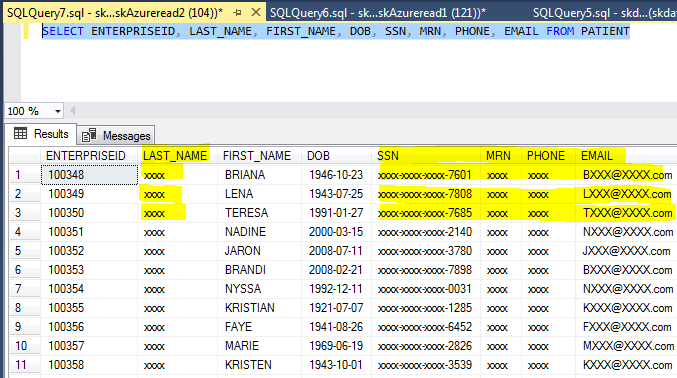 SQLQuery7.sql - sk...skAzureread2 (104))* SQLQuery6.sql - sk...skAzureread1 (121))* SQLQuery5.sql - skd...(skda
SELECT ENTERPRISEID, LAST_NAME, FIRST_NAME, DOB, SSN, MRN, PHONE, EMAIL FROM PATIENT
100 %
Results Messages
ENTERPRISEID LAST_NAME FIRST_NAME DOB SSN MRN PHONE EMAIL
1 100348 xxxx BRIANA 1946-10-23 xxxx-xxxx-xxxx-7601 xxxx xxxx BXXX@XXXX.com
2 100349 xxxx LENA 1943-07-25 xxxx-xxxx-xxxx-7808 xxxx xxxx LXXX@XXXX.com
3 100350 xxxx TERESA 1991-01-27 xxxx-xxxx-xxxx-7685 xxxx xxxx TXXX@XXXX.com
4 100351 xxxx NADINE 2000-03-15 xxxx-xxxx-xxxx-2140 xxxx xxxx NXXX@XXXX.com
5 100352 xxxx JARON 2008-07-11 xxxx-xxxx-xxxx-3780 xxxx xxxx JXXX@XXXX.com
6 100353 xxxx BRANDI 2008-02-21 xxxx-xxxx-xxxx-7898 xxxx xxxx BXXX@XXXX.com
7 100354 xxxx NYSSA 1992-12-11 xxxx-xxxx-xxxx-0031 xxxx xxxx NXXX@XXXX.com
8 100355 xxxx KRISTIAN 1921-07-07 xxxx-xxxx-xxxx-1285 xxxx xxxx KXXX@XXXX.com
9 100356 xxxx FAYE 1941-08-26 xxxx-xxxx-xxxx-6452 xxxx xxxx FXXX@XXXX.com
10 100357 xxxx MARIE 1969-06-19 xxxx-xxxx-xxxx-2826 xxxx xxxx MXXX@XXXX.com
11 100358 xxxx KRISTEN 1943-10-01 xxxx-xxxx-xxxx-3539 xxxx xxxx KXXX@XXXX.com